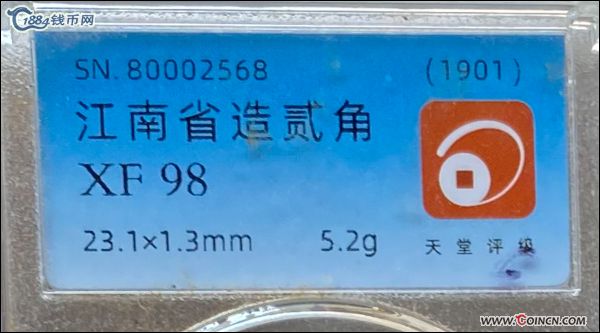 1884钱币网
SN. 80002568 (1901)
江南省造贰角
XF 98
23.1×1.3mm 5.2g
天堂评级
www.COINCN.com